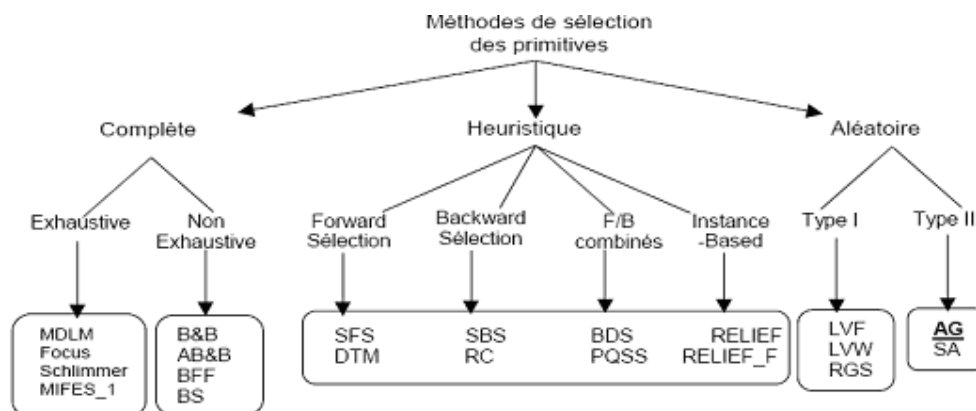 Méthodes de sélection
des primitives
Complète
Heuristique
Aléatoire
Exhaustive
Non
Exhaustive
Forward
Sélection
Backward
Sélection
F/B
combinés
Instance
-Based
Type I
Type II
MDLM
Focus
Schlimmer
MIFES_1
B&B
AB&B
BFF
BS
SFS
DTM
SBS
RC
BDS
PQSS
RELIEF
RELIEF_F
LVF
LVW
RGS
AG
SA